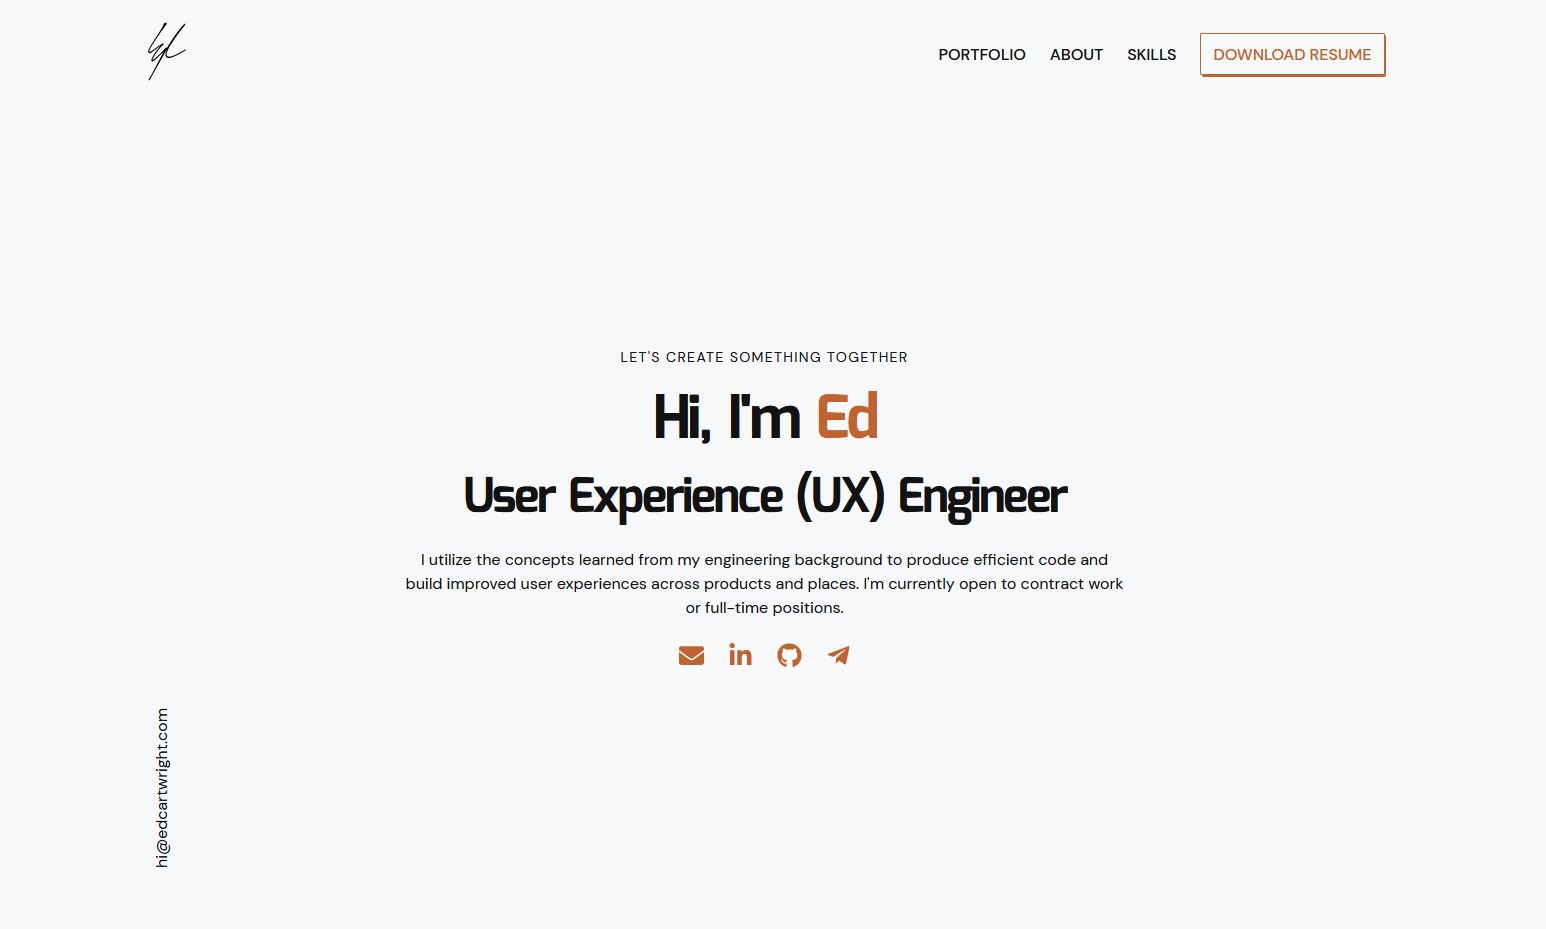 Ed
PORTFOLIO
ABOUT
SKILLS
DOWNLOAD RESUME
LET'S CREATE SOMETHING TOGETHER
Hi, I'm Ed
User Experience (UX) Engineer
I utilize the concepts learned from my engineering background to produce efficient code and
build improved user experiences across products and places. I'm currently open to contract work
or full-time positions.
in
hi@edcartwright.com